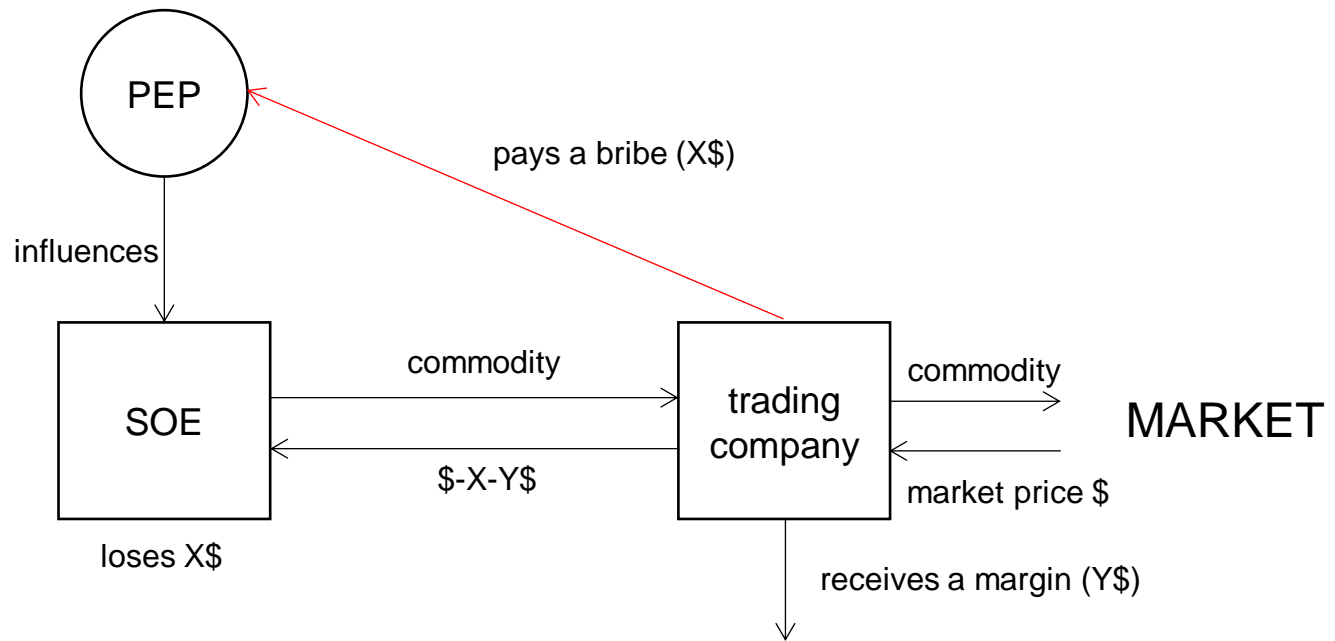 PEP
pays a bribe (X$)
influences
SOE
commodity
$-X-Y$
loses X$
trading
company
commodity
market price $
MARKET
receives a margin (Y$)